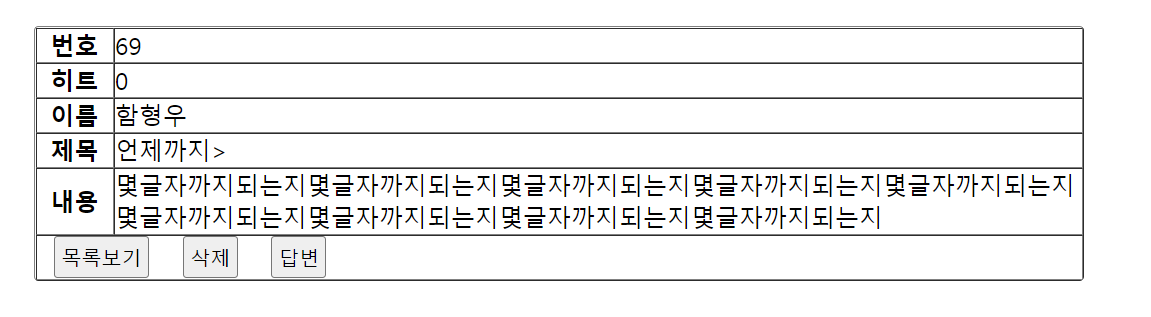 번호 69
히트 0
이름 함형우
제목 언제까지>
내용 몇글자까지되는지몇글자까지되는지몇글자까지되는지몇글자까지되는지몇글자까지되는지
몇글자까지되는지몇글자까지되는지몇글자까지되는지몇글자까지되는지
목록보기 삭제 답변